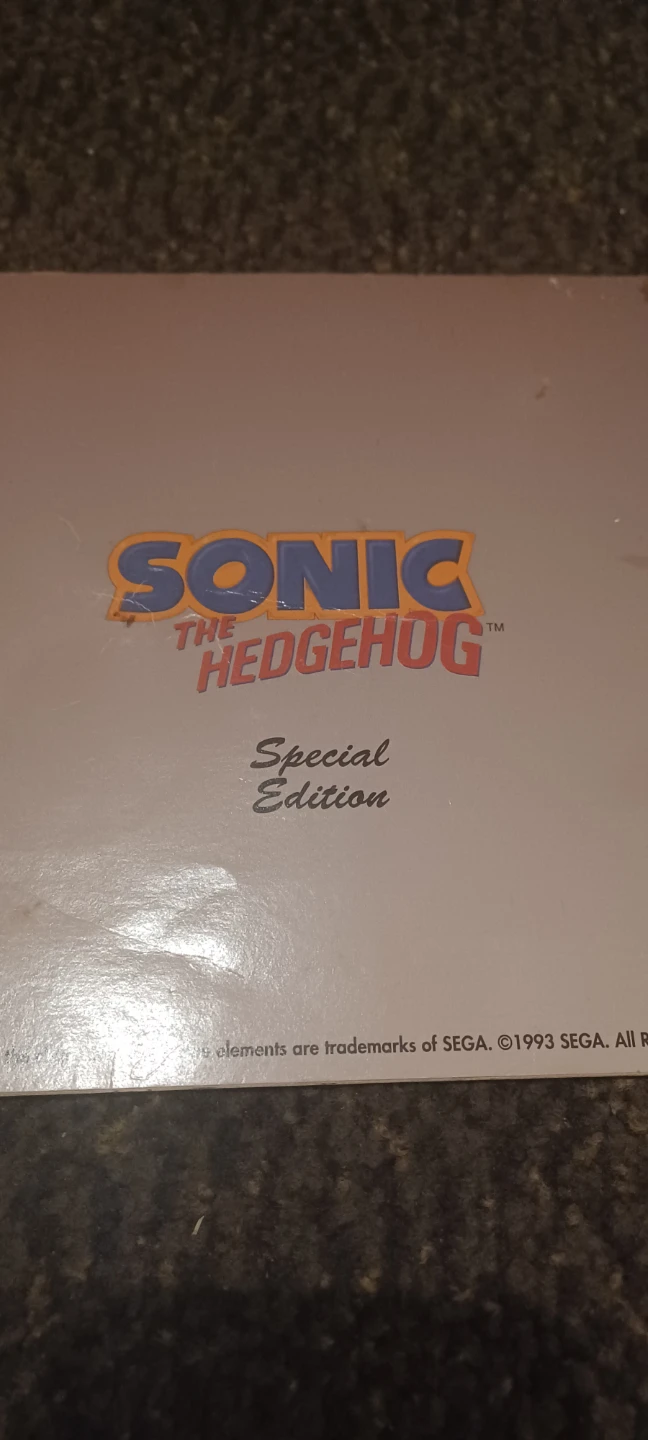 SONIC
THE
HEDGEHOG™
Special
Edition
elements are trademarks of SEGA. ©1993 SEGA. All R